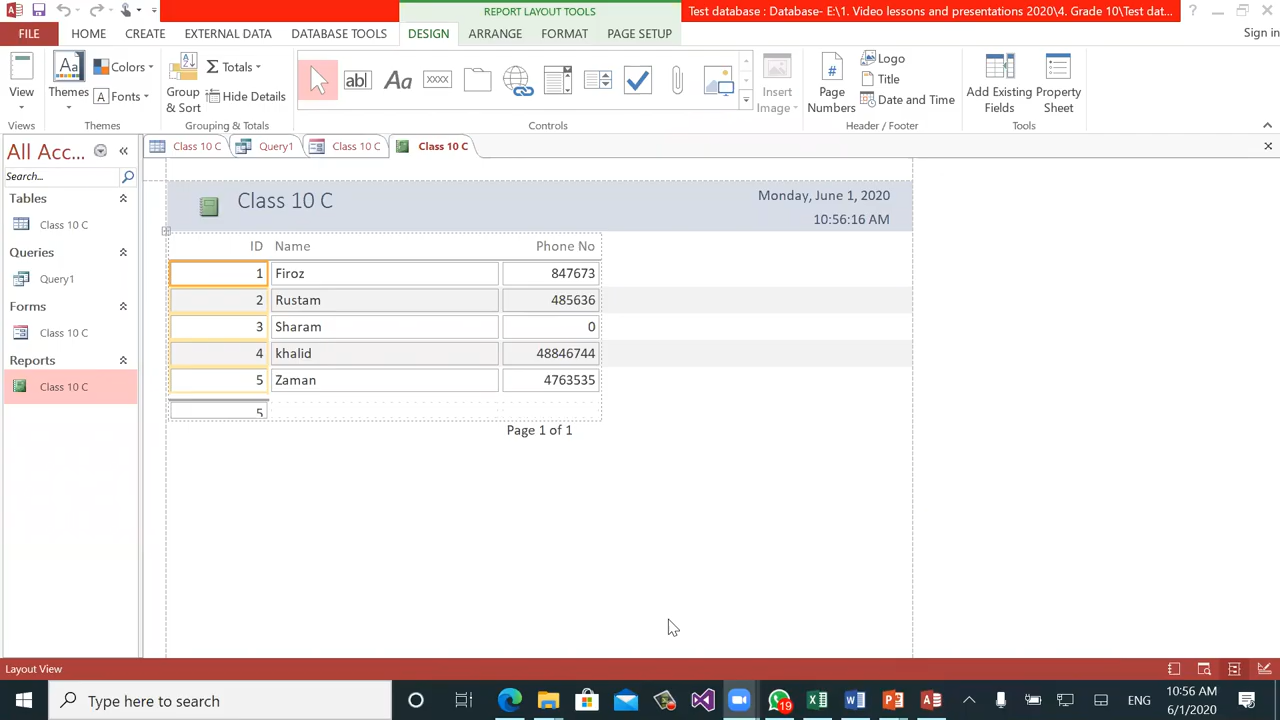 REPORT LAYOUT TOOLS
Test database : Database- E:\1. Video lessons and presentations 2020\4. Grade 10\Test dat...
?
FILE HOME CREATE EXTERNAL DATA DATABASE TOOLS DESIGN ARRANGE FORMAT PAGE SETUP Sign in
View
Views
Aa
Themes
Colors
A Fonts
Themes
Group & Sort
Σ Totals
Hide Details
Grouping & Totals
ab| Aa XXXX
Controls
Insert Image
# Page Numbers
Logo
Title
Date and Time
Header / Footer
Add Existing Fields
Property Sheet
Tools
All Acc...
Search...
Tables
Class 10 C
Queries
Query1
Forms
Class 10 C
Reports
Class 10 C
Class 10 C Query1 Class 10 C Class 10 C
Class 10 C
Monday, June 1, 2020
10:56:16 AM
ID Name Phone No
1 Firoz 847673
2 Rustam 485636
3 Sharam 0
4 khalid 48846744
5 Zaman 4763535
5
Page 1 of 1
Layout View
Type here to search
19
ENG
10:56 AM
6/1/2020